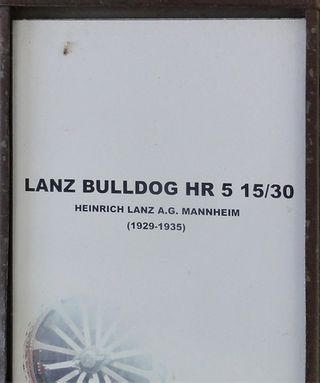 LANZ BULLDOG HR 5 15/30
HEINRICH LANZ A.G. MANNHEIM
(1929-1935)